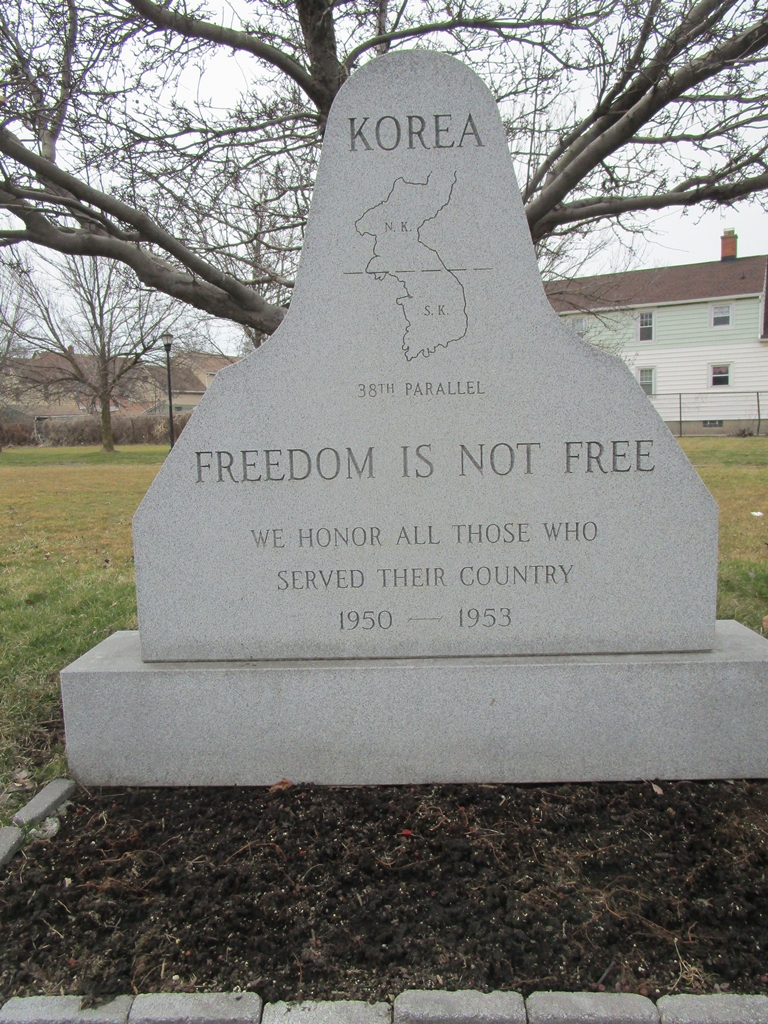 KOREA
N. K.
S. K.
38TH PARALLEL
FREEDOM IS NOT FREE
WE HONOR ALL THOSE WHO
SERVED THEIR COUNTRY
1950 — 1953